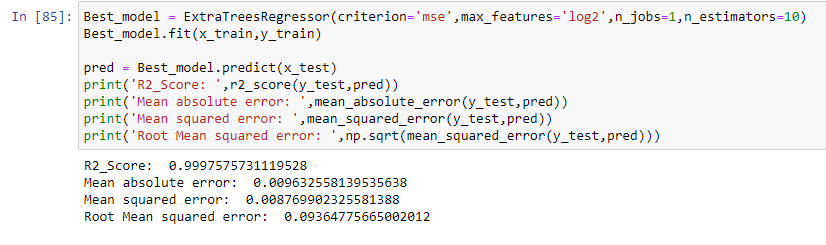 In [85]: Best_model = ExtraTreesRegressor(criterion='mse',max_features='log2',n_jobs=1,n_estimators=10)
Best_model.fit(x_train,y_train)
pred = Best_model.predict(x_test)
print('R2_Score: ',r2_score(y_test,pred))
print('Mean absolute error: ',mean_absolute_error(y_test,pred))
print('Mean squared error: ',mean_squared_error(y_test,pred))
print('Root Mean squared error: ',np.sqrt(mean_squared_error(y_test,pred)))
R2_Score:  0.9997575731119528
Mean absolute error:  0.009632558139535638
Mean squared error:  0.008769902325581388
Root Mean squared error:  0.09364775665002012